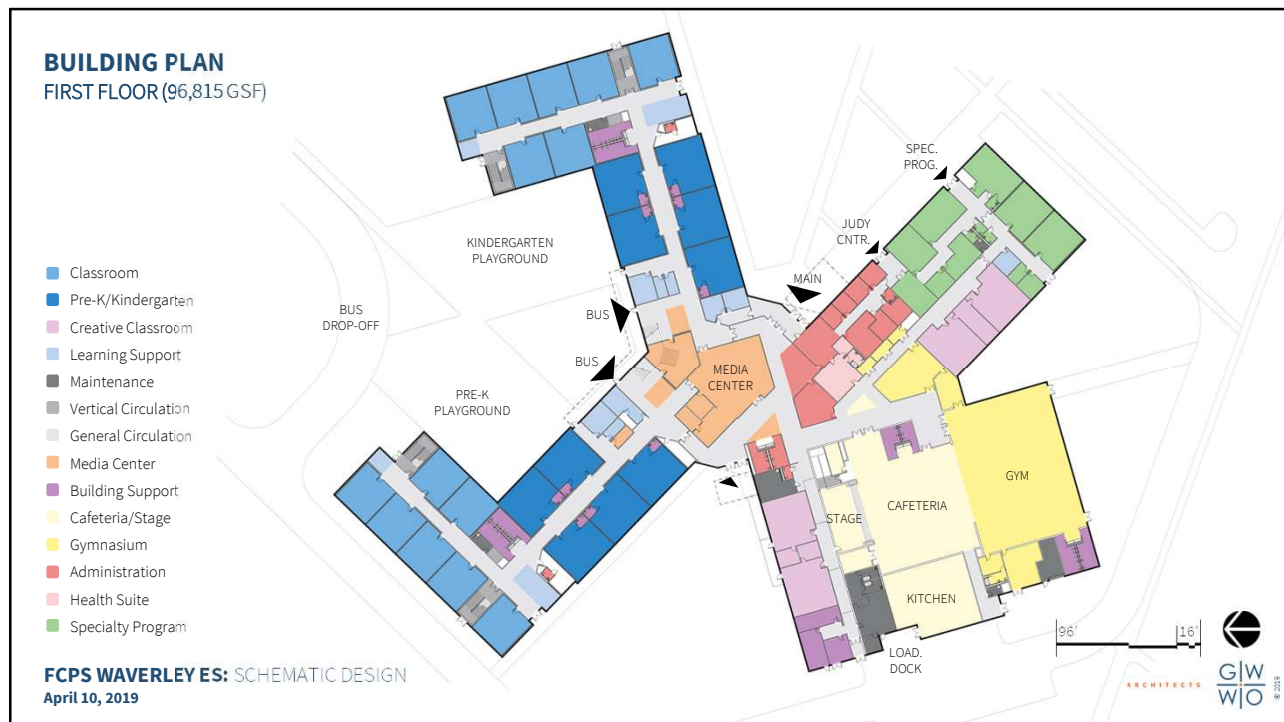 BUILDING PLAN
FIRST FLOOR (96,815 GSF)
SPEC.
PROG.
JUDY
CNTR.
MAIN
KINDERGARTEN
PLAYGROUND
BUS
DROP-OFF
BUS
BUS
MEDIA
CENTER
PRE-K
PLAYGROUND
Classroom
Pre-K/Kindergarten
Creative Classroom
Learning Support
Maintenance
Vertical Circulation
General Circulation
Media Center
Building Support
Cafeteria/Stage
Gymnasium
Administration
Health Suite
Specialty Program
GYM
STAGE
CAFETERIA
KITCHEN
LOAD.
DOCK
96'
16'
FCPS WAVERLEY ES: SCHEMATIC DESIGN
April 10, 2019
ARCHITECTS
G|W
W|O
© 2019